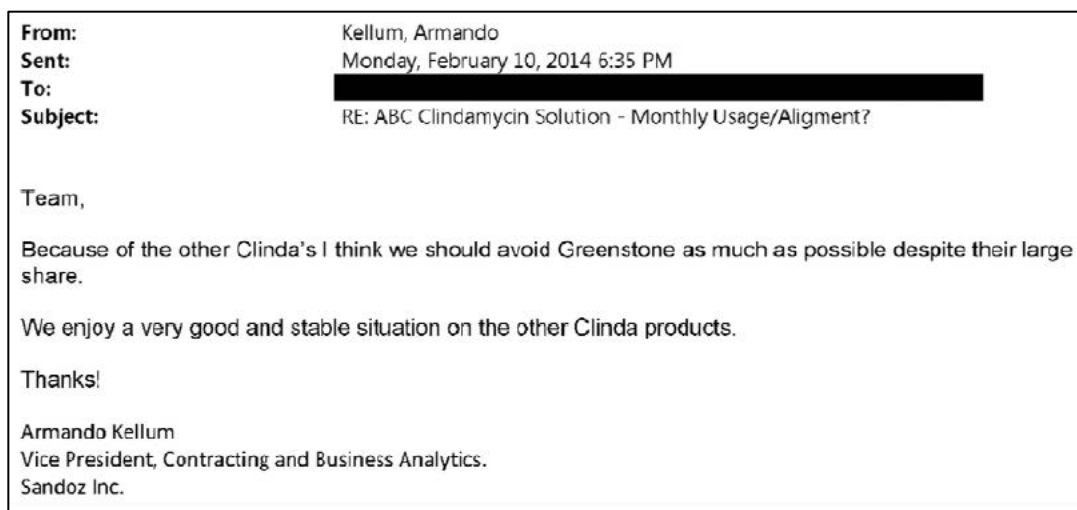 From: Kellum, Armando
Sent: Monday, February 10, 2014 6:35 PM
To:
Subject: RE: ABC Clindamycin Solution - Monthly Usage/Aligment?
Team,
Because of the other Clinda's I think we should avoid Greenstone as much as possible despite their large
share.
We enjoy a very good and stable situation on the other Clinda products.
Thanks!
Armando Kellum
Vice President, Contracting and Business Analytics.
Sandoz Inc.